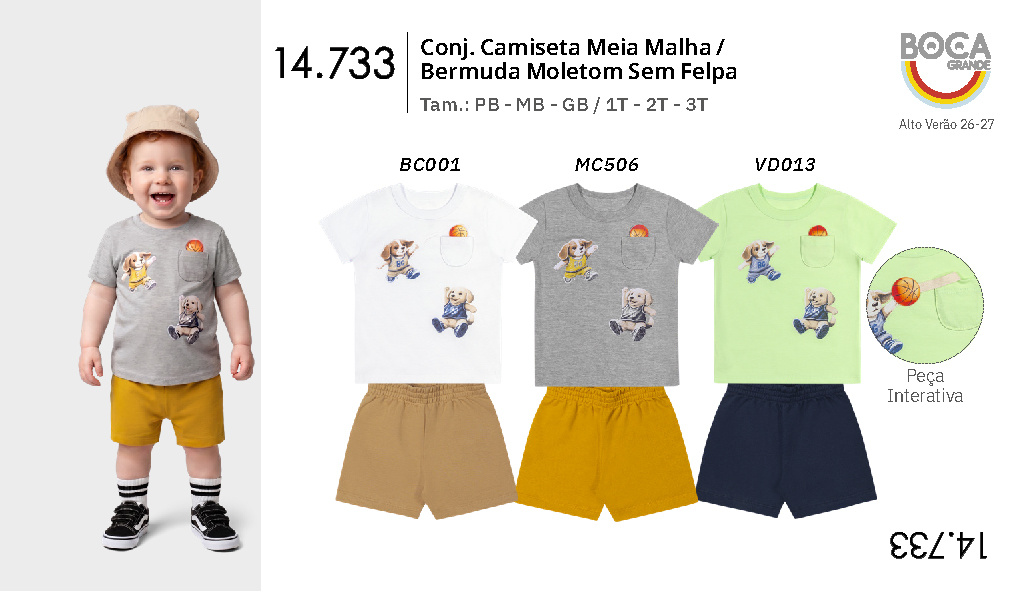 14.733
Conj. Camiseta Meia Malha /
Bermuda Moletom Sem Felpa
Tam.: PB - MB - GB / 1T - 2T - 3T
BOCA
GRANDE
Alto Verão 26-27
BC001
MC506
VD013
Peça
Interativa
14.733